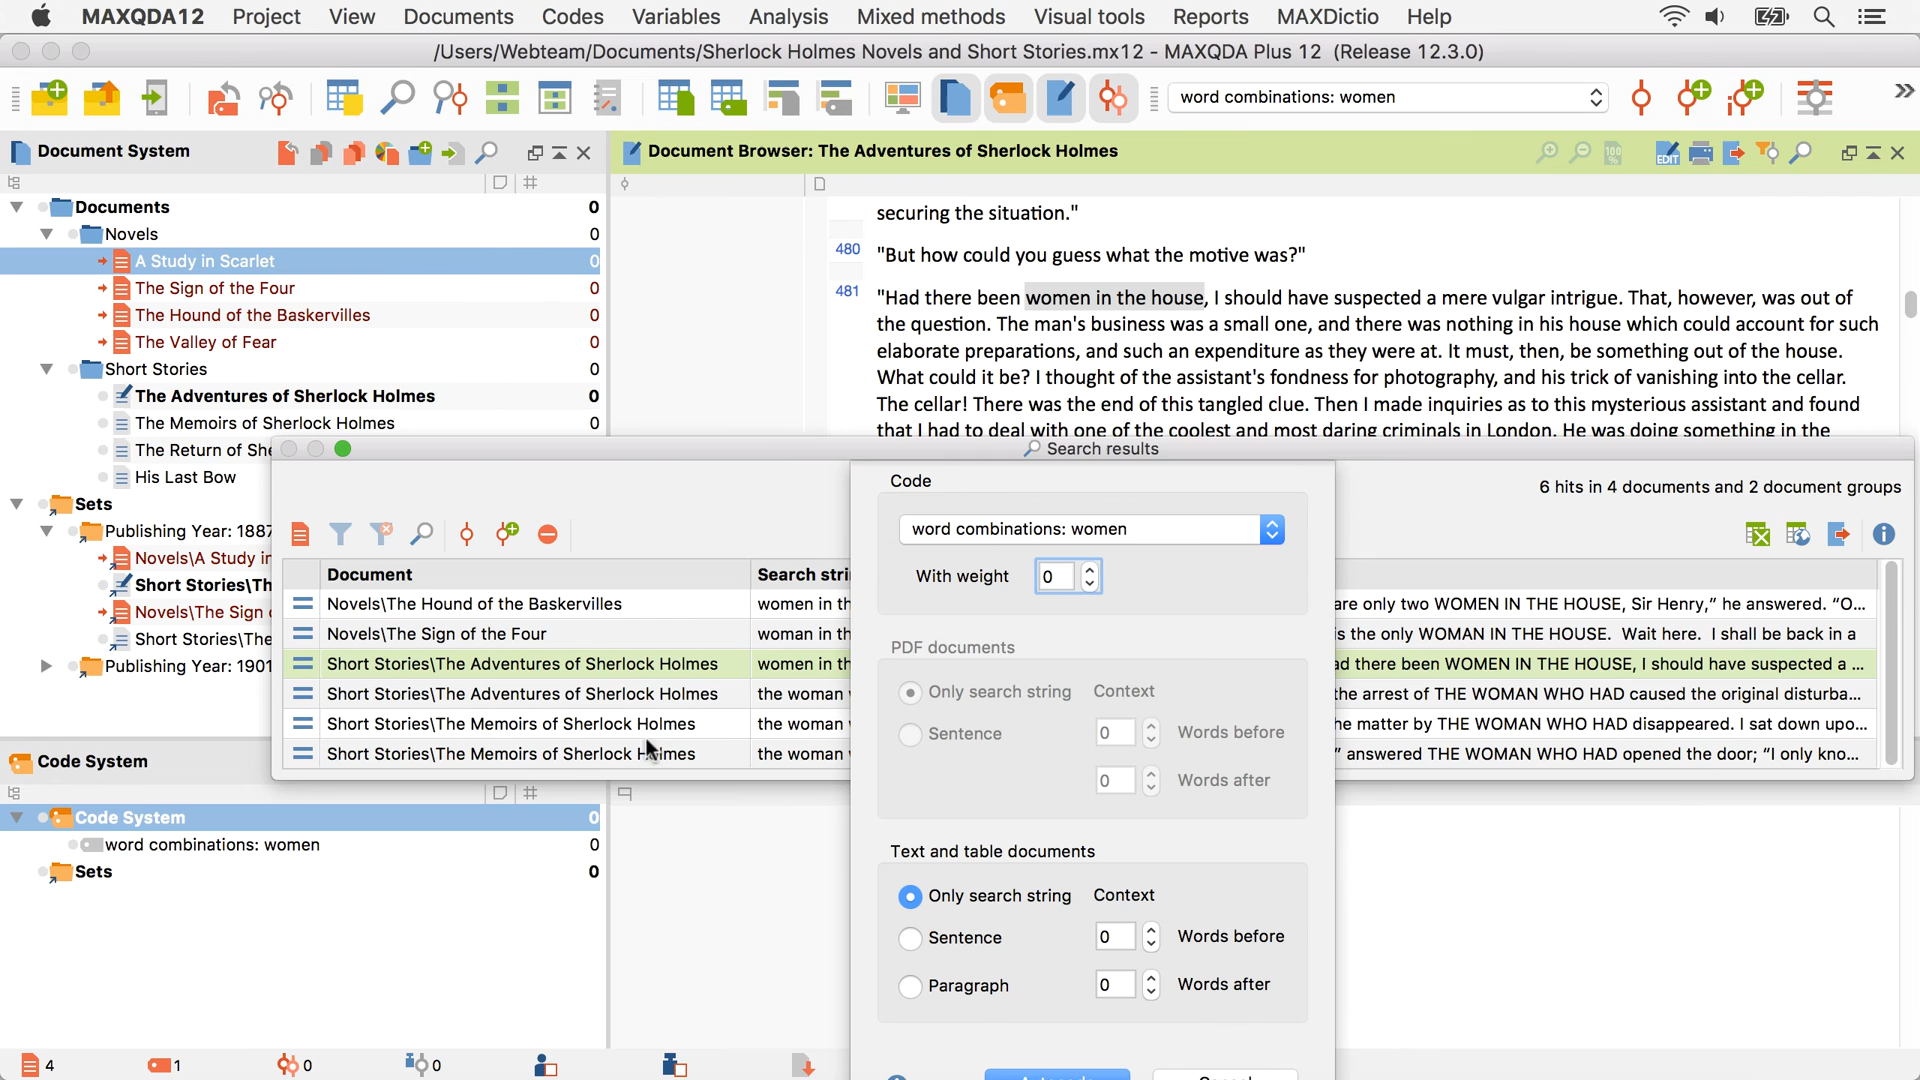 MAXQDA12 Project View Documents Codes Variables Analysis Mixed methods Visual tools Reports MAXDictio Help
/Users/Webteam/Documents/Sherlock Holmes Novels and Short Stories.mx12 - MAXQDA Plus 12 (Release 12.3.0)
word combinations: women
Document System
Document Browser: The Adventures of Sherlock Holmes
EDIT
100 %
#
Documents 0
Novels 0
A Study in Scarlet 0
The Sign of the Four 0
The Hound of the Baskervilles 0
The Valley of Fear 0
Short Stories 0
The Adventures of Sherlock Holmes 0
The Memoirs of Sherlock Holmes 0
The Return of She
His Last Bow
Sets
Publishing Year: 1887
Novels\A Study in
Short Stories\Th
Novels\The Sign
Short Stories\The
Publishing Year: 1901
securing the situation."
480 "But how could you guess what the motive was?"
481 "Had there been women in the house, I should have suspected a mere vulgar intrigue. That, however, was out of
the question. The man's business was a small one, and there was nothing in his house which could account for such
elaborate preparations, and such an expenditure as they were at. It must, then, be something out of the house.
What could it be? I thought of the assistant's fondness for photography, and his trick of vanishing into the cellar.
The cellar! There was the end of this tangled clue. Then I made inquiries as to this mysterious assistant and found
that I had to deal with one of the coolest and most daring criminals in London. He was doing something in the
Search results
6 hits in 4 documents and 2 document groups
Document Search stri
Novels\The Hound of the Baskervilles women in th are only two WOMEN IN THE HOUSE, Sir Henry,” he answered. “O...
Novels\The Sign of the Four woman in th is the only WOMAN IN THE HOUSE. Wait here. I shall be back in a
Short Stories\The Adventures of Sherlock Holmes women in th ad there been WOMEN IN THE HOUSE, I should have suspected a ...
Short Stories\The Adventures of Sherlock Holmes the woman he arrest of THE WOMAN WHO HAD caused the original disturba...
Short Stories\The Memoirs of Sherlock Holmes the woman he matter by THE WOMAN WHO HAD disappeared. I sat down upo...
Short Stories\The Memoirs of Sherlock Holmes the woman ” answered THE WOMAN WHO HAD opened the door; “I only kno...
Code
word combinations: women
With weight 0
PDF documents
Only search string Context
Sentence 0 Words before
0 Words after
Text and table documents
Only search string Context
Sentence 0 Words before
Paragraph 0 Words after
Code System
#
Code System 0
word combinations: women 0
Sets 0
4 1 0 0